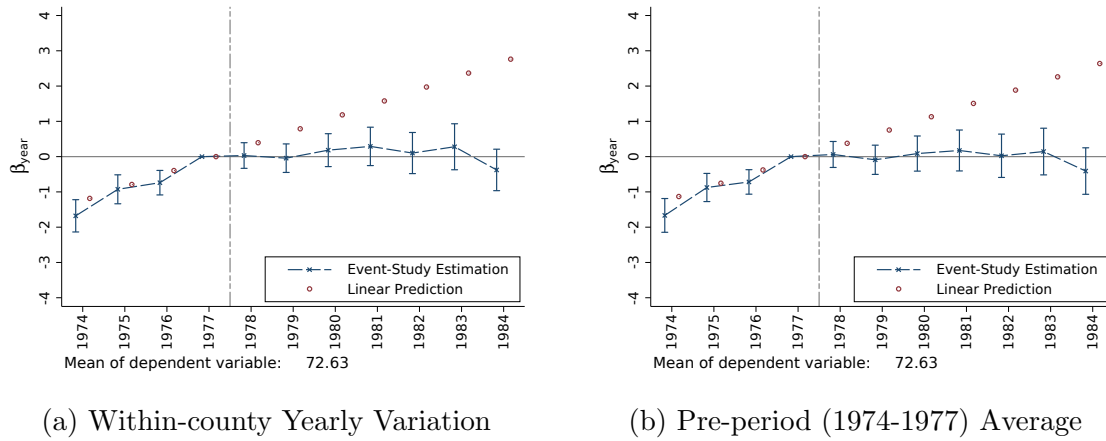 4
3
2
1
0
-1
-2
-3
-4
βyear
Event-Study Estimation
Linear Prediction
1974 1975 1976 1977 1978 1979 1980 1981 1982 1983 1984
Mean of dependent variable: 72.63
(a) Within-county Yearly Variation
4
3
2
1
0
-1
-2
-3
-4
βyear
Event-Study Estimation
Linear Prediction
1974 1975 1976 1977 1978 1979 1980 1981 1982 1983 1984
Mean of dependent variable: 72.63
(b) Pre-period (1974-1977) Average